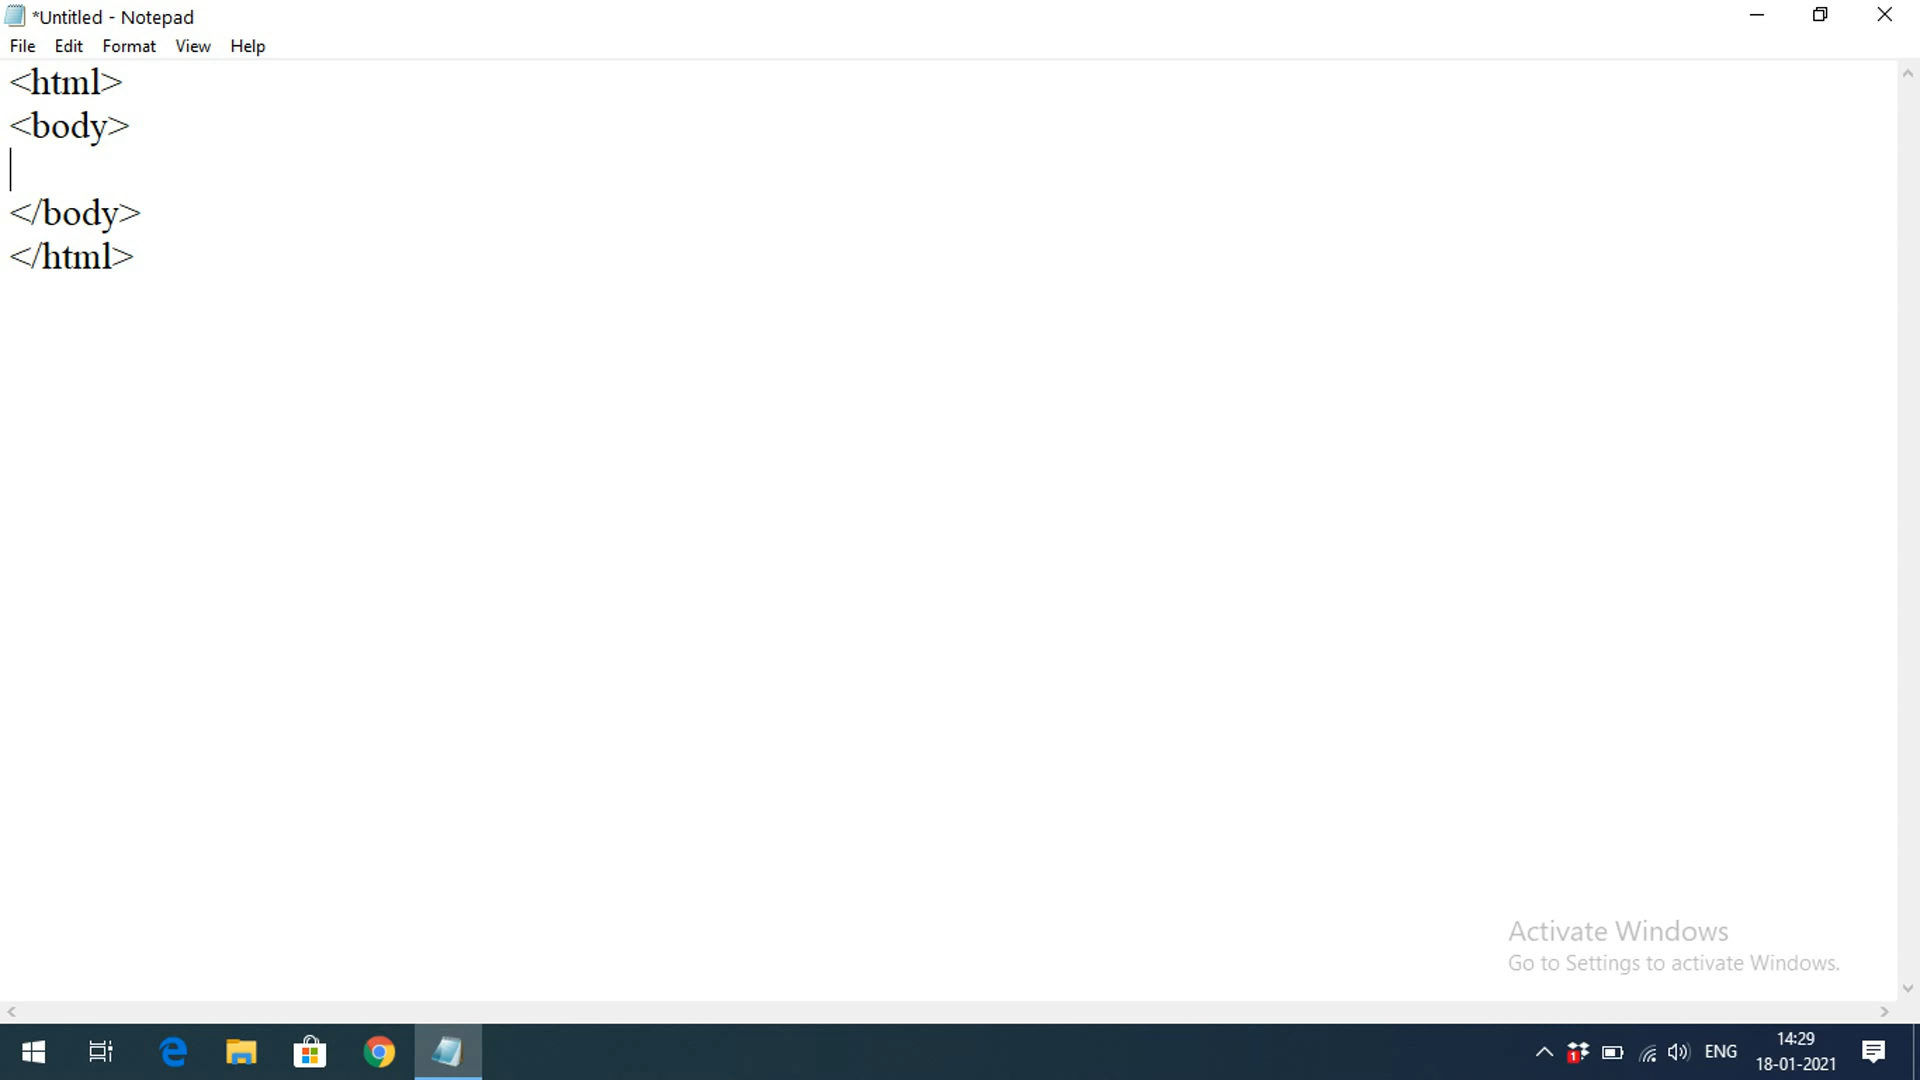 *Untitled - Notepad
File Edit Format View Help
<html>
<body>
</body>
</html>
Activate Windows
Go to Settings to activate Windows.
1
ENG
14:29
18-01-2021